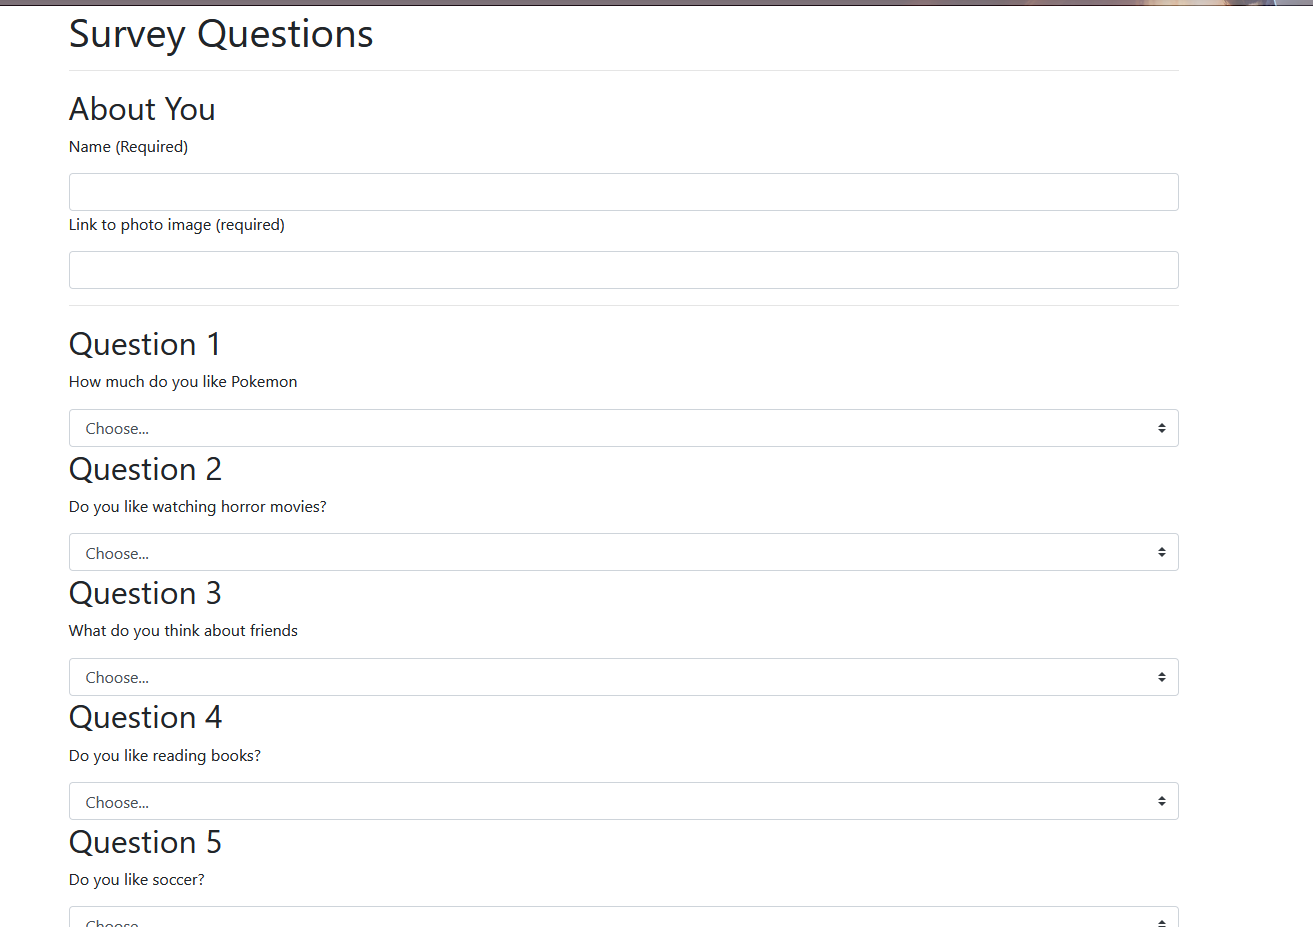 Survey Questions
About You
Name (Required)
Link to photo image (required)
Question 1
How much do you like Pokemon
Choose...
Question 2
Do you like watching horror movies?
Choose...
Question 3
What do you think about friends
Choose...
Question 4
Do you like reading books?
Choose...
Question 5
Do you like soccer?
Choose...